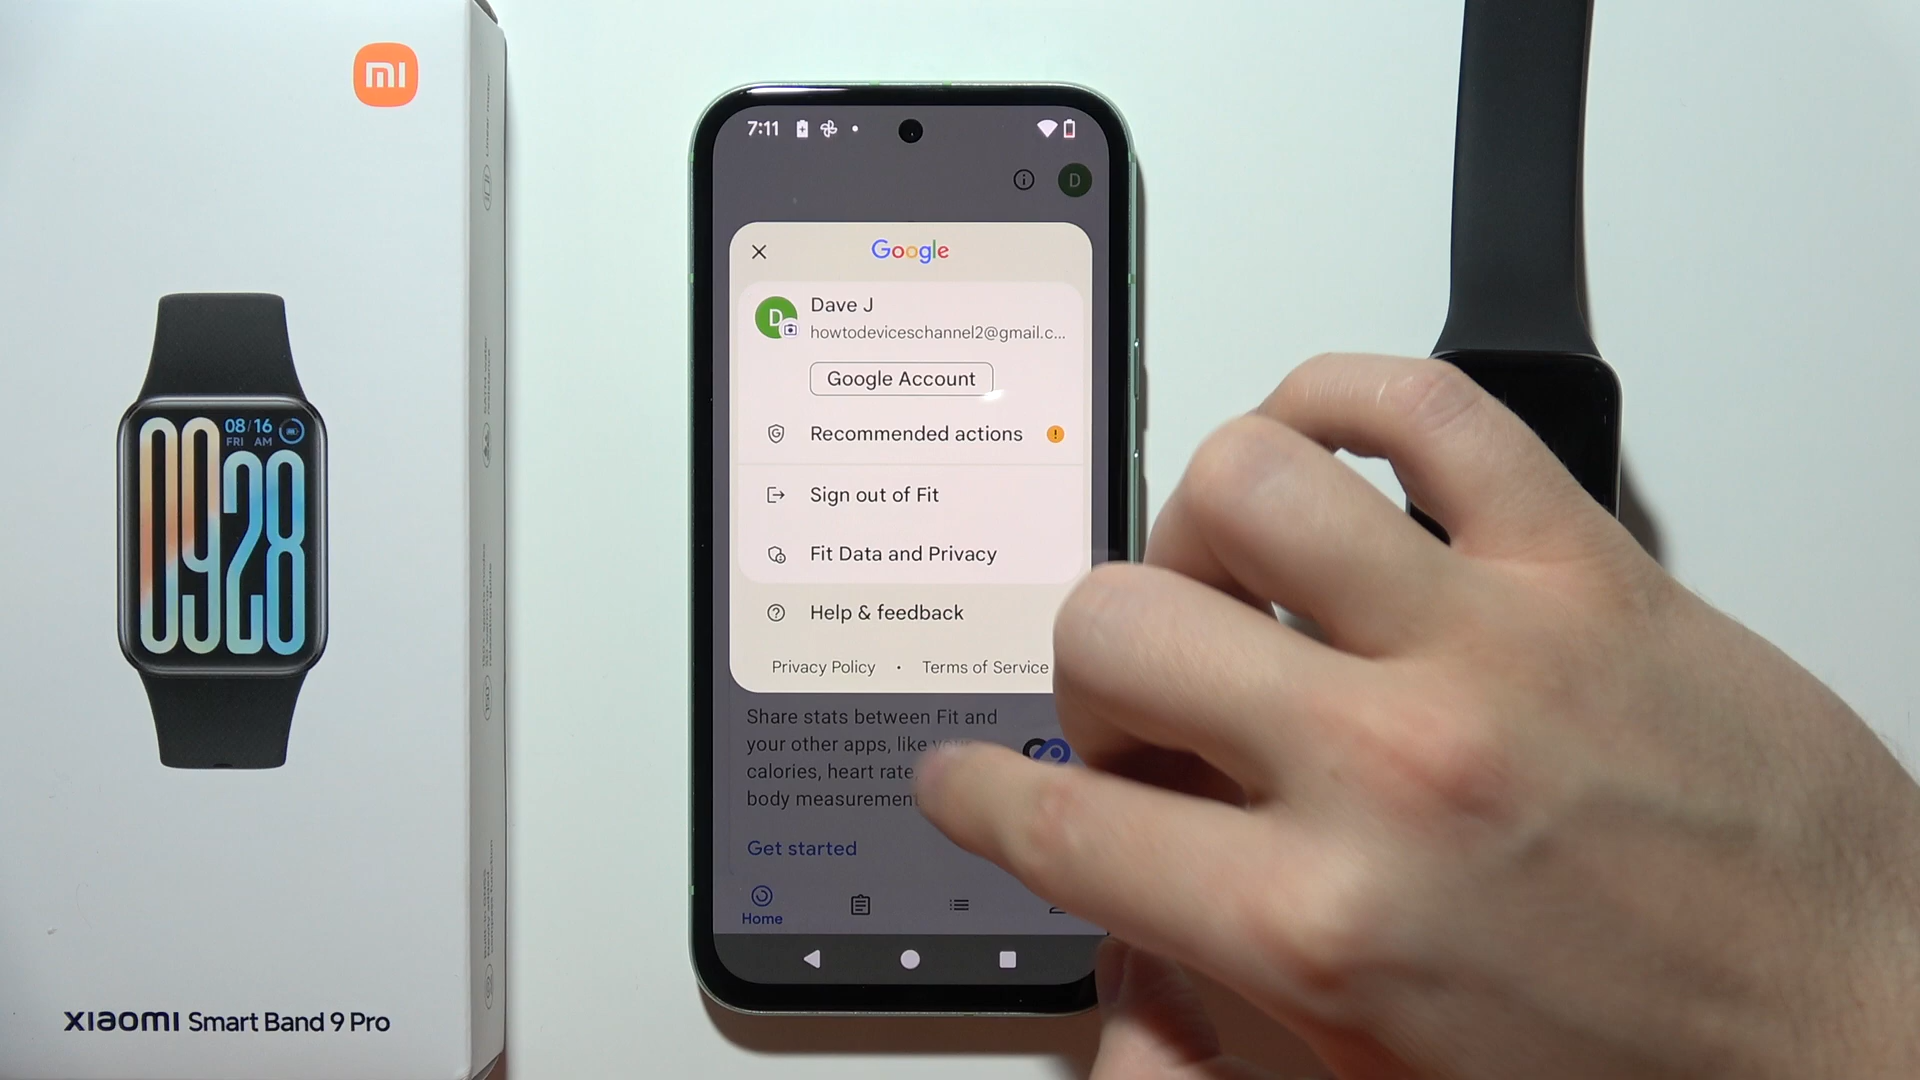 mi
08/16
FRI AM
09
28
xiaomi Smart Band 9 Pro
7:11
D
Google
Dave J
D
howtodeviceschannel2@gmail.c...
Google Account
Recommended actions
Sign out of Fit
Fit Data and Privacy
Help & feedback
Privacy Policy • Terms of Service
Share stats between Fit and
your other apps, like
calories, heart rate,
body measurement
Get started
Home